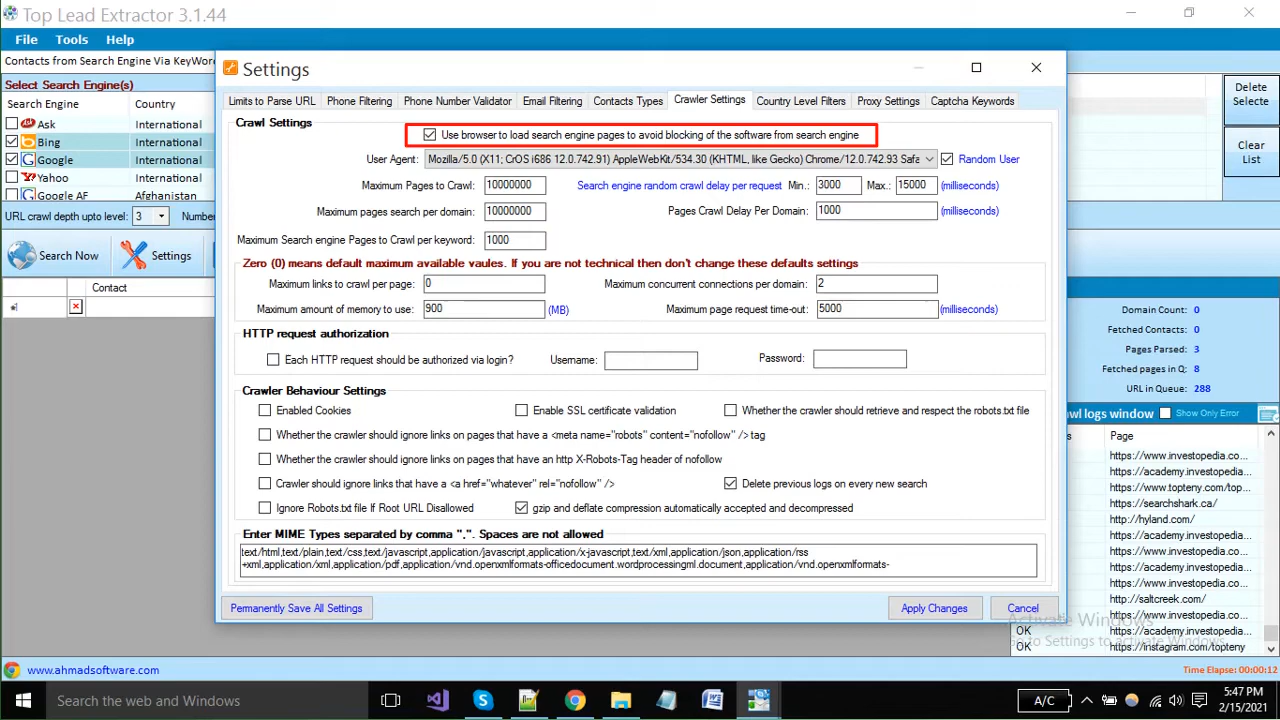 Top Lead Extractor 3.1.44
File Tools Help
Contacts from Search Engine Via KeyWor
Select Search Engine(s)
Search Engine Country
Ask International
Bing International
Google International
Yahoo International
Google AF Afghanistan
URL crawl depth upto level: 3 Number
Search Now Settings
Contact
Settings
Limits to Parse URL Phone Filtering Phone Number Validator Email Filtering Contacts Types Crawler Settings Country Level Filters Proxy Settings Captcha Keywords
Crawl Settings
Use browser to load search engine pages to avoid blocking of the software from search engine
User Agent: Mozilla/5.0 (X11; CrOS i686 12.0.742.91) AppleWebKit/534.30 (KHTML, like Gecko) Chrome/12.0.742.93 Safa Random User
Maximum Pages to Crawl: 10000000 Search engine random crawl delay per request Min.: 3000 Max.: 15000 (milliseconds)
Maximum pages search per domain: 10000000 Pages Crawl Delay Per Domain: 1000 (milliseconds)
Maximum Search engine Pages to Crawl per keyword: 1000
Zero (0) means default maximum available vaules. If you are not technical then don't change these defaults settings
Maximum links to crawl per page: 0 Maximum concurrent connections per domain: 2
Maximum amount of memory to use: 900 (MB) Maximum page request time-out: 5000 (milliseconds)
HTTP request authorization
Each HTTP request should be authorized via login? Username: Password:
Crawler Behaviour Settings
Enabled Cookies Enable SSL certificate validation Whether the crawler should retrieve and respect the robots.txt file
Whether the crawler should ignore links on pages that have a <meta name="robots" content="nofollow" /> tag
Whether the crawler should ignore links on pages that have an http X-Robots-Tag header of nofollow
Crawler should ignore links that have a <a href="whatever" rel="nofollow" /> Delete previous logs on every new search
Ignore Robots.txt file If Root URL Disallowed gzip and deflate compression automatically accepted and decompressed
Enter MIME Types separated by comma ",". Spaces are not allowed
text/html,text/plain,text/css,text/javascript,application/javascript,application/x-javascript,text/xml,application/json,application/rss
+xml,application/xml,application/pdf,application/vnd.openxmlformats-officedocument.wordprocessingml.document,application/vnd.openxmlformats-
Permanently Save All Settings Apply Changes Cancel
Delete
Selecte
Clear
List
Domain Count: 0
Fetched Contacts: 0
Pages Parsed: 3
Fetched pages in Q: 8
URL in Queue: 288
awl logs window Show Only Error
s Page
https://www.investopedia.co...
https://academy.investopedia...
https://www.topteny.com/top...
https://searchshark.ca/
http://hyland.com/
https://www.investopedia.co...
https://www.investopedia.co...
https://www.investopedia.co...
https://www.investopedia.co...
http://saltcreek.com/
https://www.investopedia.co...
OK https://academy.investopedia...
OK https://instagram.com/topteny
Activate Windows
Go to Settings to activate Windows.
www.ahmadsoftware.com Time Elapse: 00:00:12
Search the web and Windows A/C 5:47 PM
2/15/2021